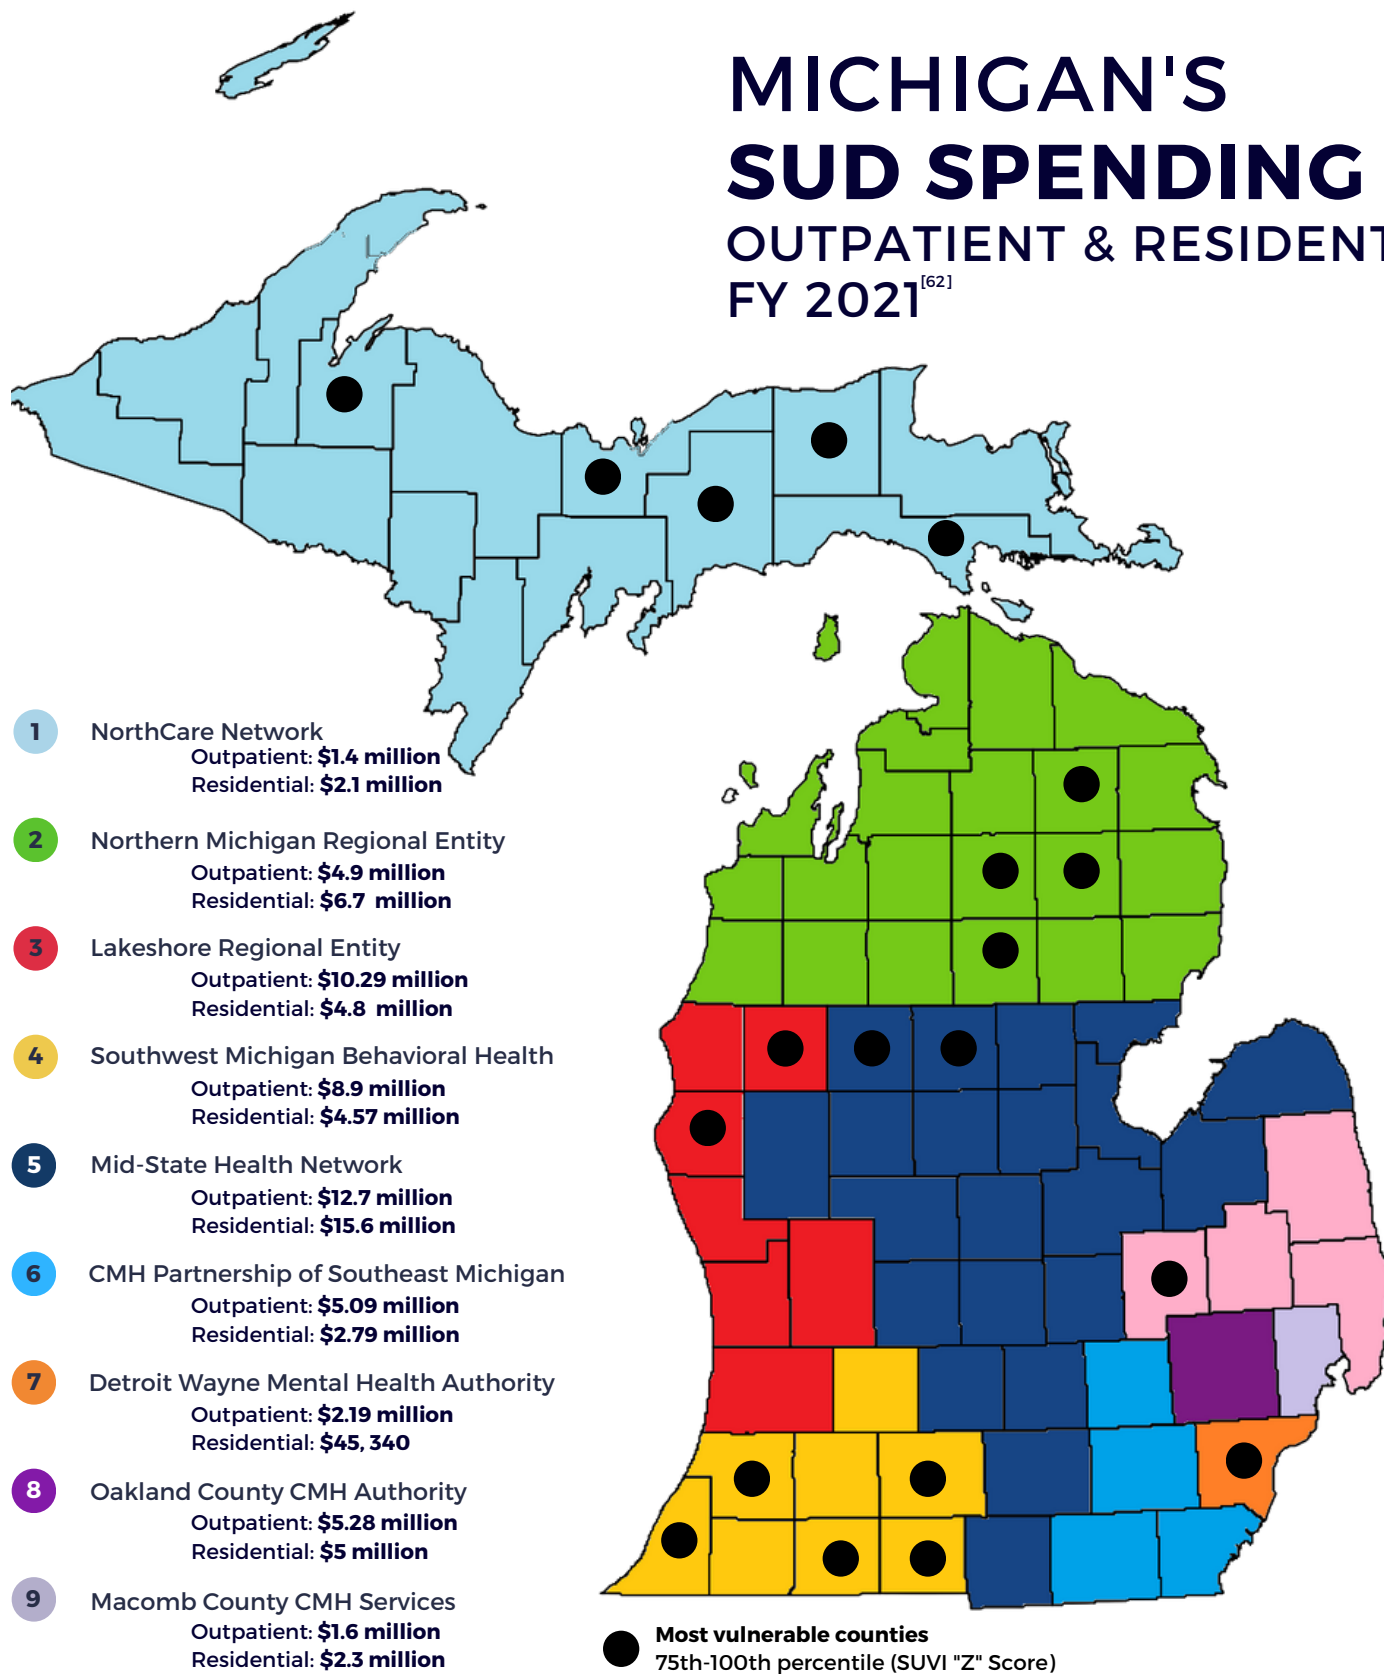 MICHIGAN'S
SUD SPENDING
OUTPATIENT & RESIDENT
FY 2021[62]
1 NorthCare Network
Outpatient: $1.4 million
Residential: $2.1 million
2 Northern Michigan Regional Entity
Outpatient: $4.9 million
Residential: $6.7 million
3 Lakeshore Regional Entity
Outpatient: $10.29 million
Residential: $4.8 million
4 Southwest Michigan Behavioral Health
Outpatient: $8.9 million
Residential: $4.57 million
5 Mid-State Health Network
Outpatient: $12.7 million
Residential: $15.6 million
6 CMH Partnership of Southeast Michigan
Outpatient: $5.09 million
Residential: $2.79 million
7 Detroit Wayne Mental Health Authority
Outpatient: $2.19 million
Residential: $45, 340
8 Oakland County CMH Authority
Outpatient: $5.28 million
Residential: $5 million
9 Macomb County CMH Services
Outpatient: $1.6 million
Residential: $2.3 million
Most vulnerable counties
75th-100th percentile (SUVI "Z" Score)